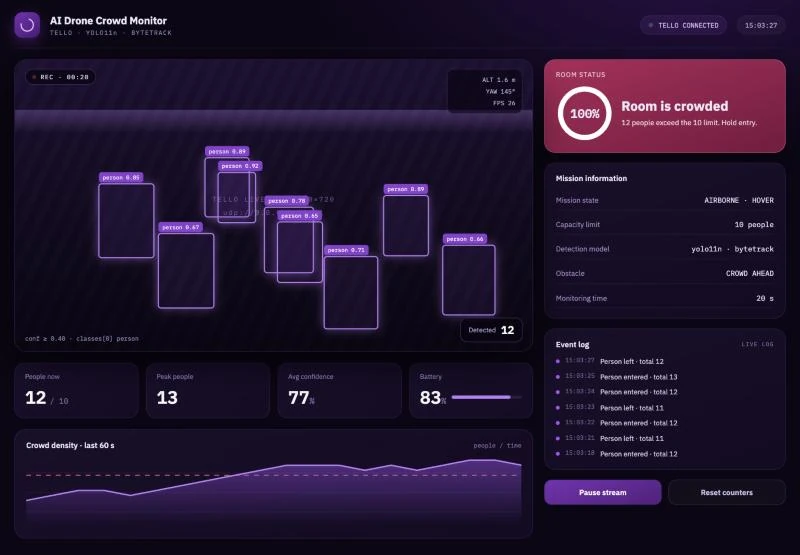 AI Drone Crowd Monitor
TELLO · YOLO11n · BYTETRACK
TELLO CONNECTED
15:03:27
REC · 00:20
ALT 1.6 m
YAW 145°
FPS 26
person 0.89
person 0.92
person 0.85
person 0.89
TELLO LIVE
×720
person 0.78
person 0.65
person 0.67
person 0.66
person 0.71
conf ≥ 0.40 · classes[0] person
Detected 12
ROOM STATUS
100%
Room is crowded
12 people exceed the 10 limit. Hold entry.
Mission information
Mission state AIRBORNE · HOVER
Capacity limit 10 people
Detection model yolo11n · bytetrack
Obstacle CROWD AHEAD
Monitoring time 20 s
People now
12 / 10
Peak people
13
Avg confidence
77%
Battery
83%
Event log LIVE LOG
15:03:27 Person left · total 12
15:03:25 Person entered · total 13
15:03:24 Person entered · total 12
15:03:23 Person left · total 11
15:03:22 Person entered · total 12
15:03:21 Person left · total 11
15:03:18 Person entered · total 12
Crowd density · last 60 s people / time
Pause stream
Reset counters